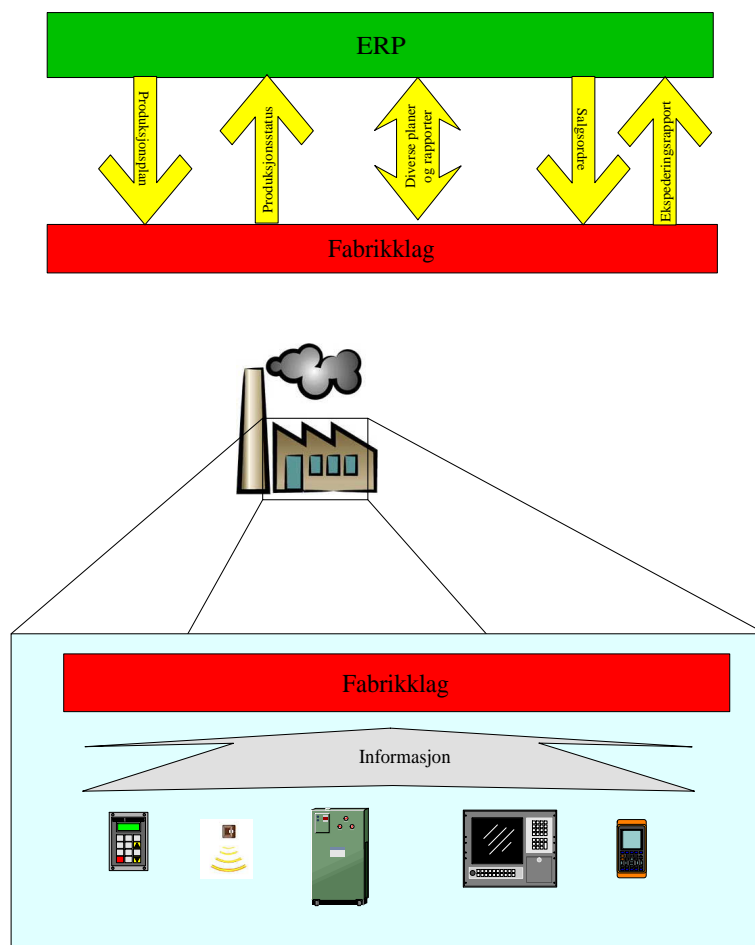 ERP
Produksjonsplan
Produksjonsstatus
Diverse planer
og rapporter
Salgsordre
Ekspederingsrapport
Fabrikklag
Fabrikklag
Informasjon